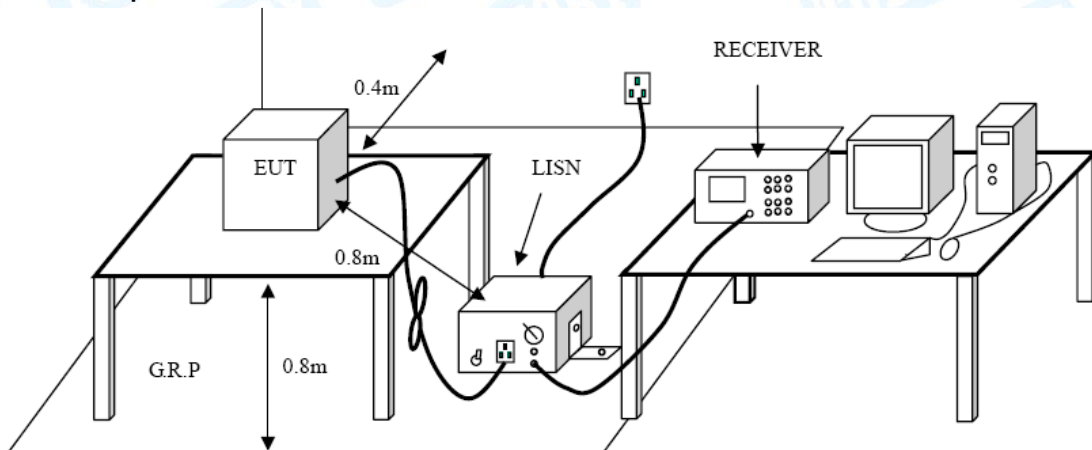 RECEIVER
0.4m
EUT
LISN
0.8m
G.R.P
0.8m